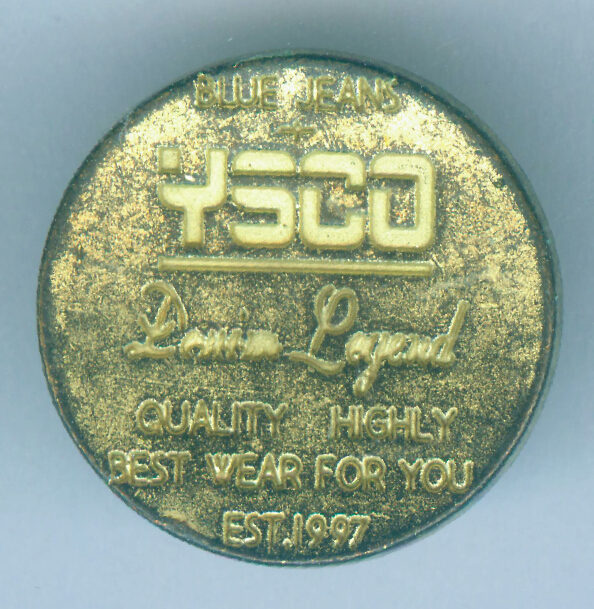 BLUE JEANS
YSCO
Denim Legend
QUALITY HIGHLY
BEST WEAR FOR YOU
EST.1997